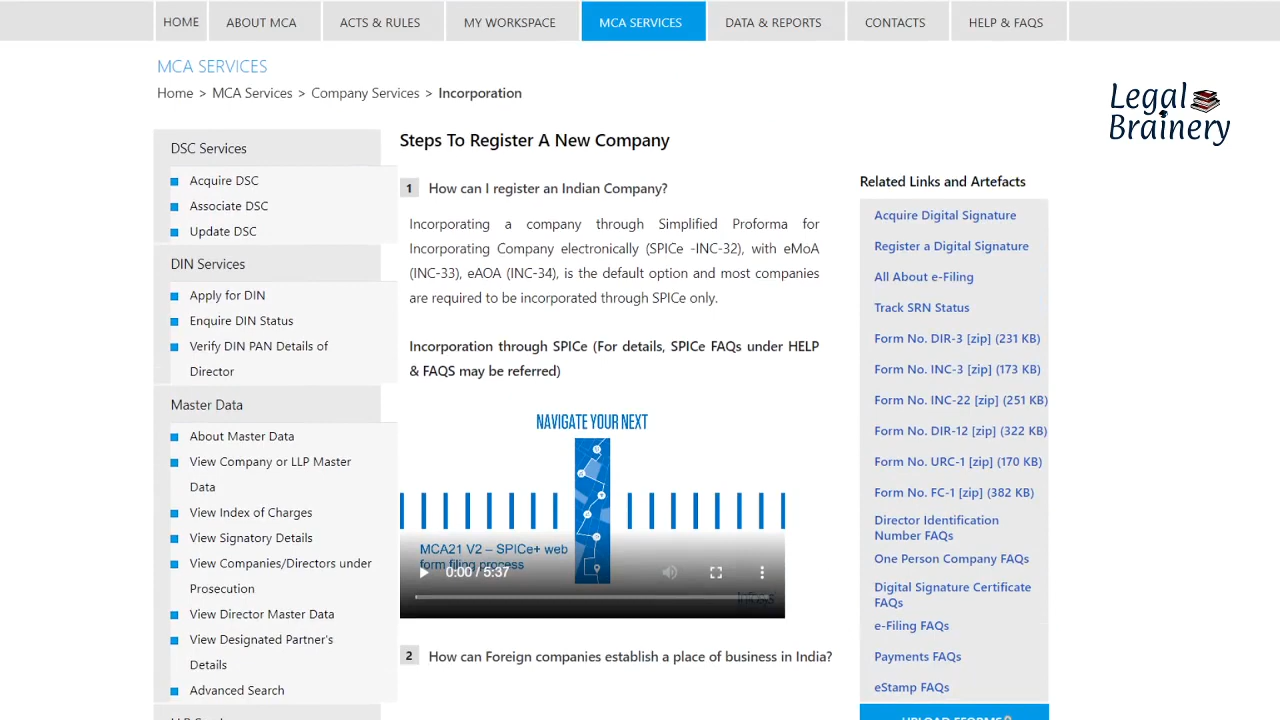 HOME ABOUT MCA ACTS & RULES MY WORKSPACE MCA SERVICES DATA & REPORTS CONTACTS HELP & FAQS
MCA SERVICES
Home > MCA Services > Company Services > Incorporation
Legal
Brainery
DSC Services
Acquire DSC
Associate DSC
Update DSC
DIN Services
Apply for DIN
Enquire DIN Status
Verify DIN PAN Details of
Director
Master Data
About Master Data
View Company or LLP Master
Data
View Index of Charges
View Signatory Details
View Companies/Directors under
Prosecution
View Director Master Data
View Designated Partner's
Details
Advanced Search
Steps To Register A New Company
1 How can I register an Indian Company?
Incorporating a company through Simplified Proforma for
Incorporating Company electronically (SPICe -INC-32), with eMoA
(INC-33), eAOA (INC-34), is the default option and most companies
are required to be incorporated through SPICe only.
Incorporation through SPICe (For details, SPICe FAQs under HELP
& FAQS may be referred)
NAVIGATE YOUR NEXT
MCA21 V2 – SPICe+ web
form filing process
0:00 / 5:37
Infosys
2 How can Foreign companies establish a place of business in India?
Related Links and Artefacts
Acquire Digital Signature
Register a Digital Signature
All About e-Filing
Track SRN Status
Form No. DIR-3 [zip] (231 KB)
Form No. INC-3 [zip] (173 KB)
Form No. INC-22 [zip] (251 KB)
Form No. DIR-12 [zip] (322 KB)
Form No. URC-1 [zip] (170 KB)
Form No. FC-1 [zip] (382 KB)
Director Identification
Number FAQs
One Person Company FAQs
Digital Signature Certificate
FAQs
e-Filing FAQs
Payments FAQs
eStamp FAQs